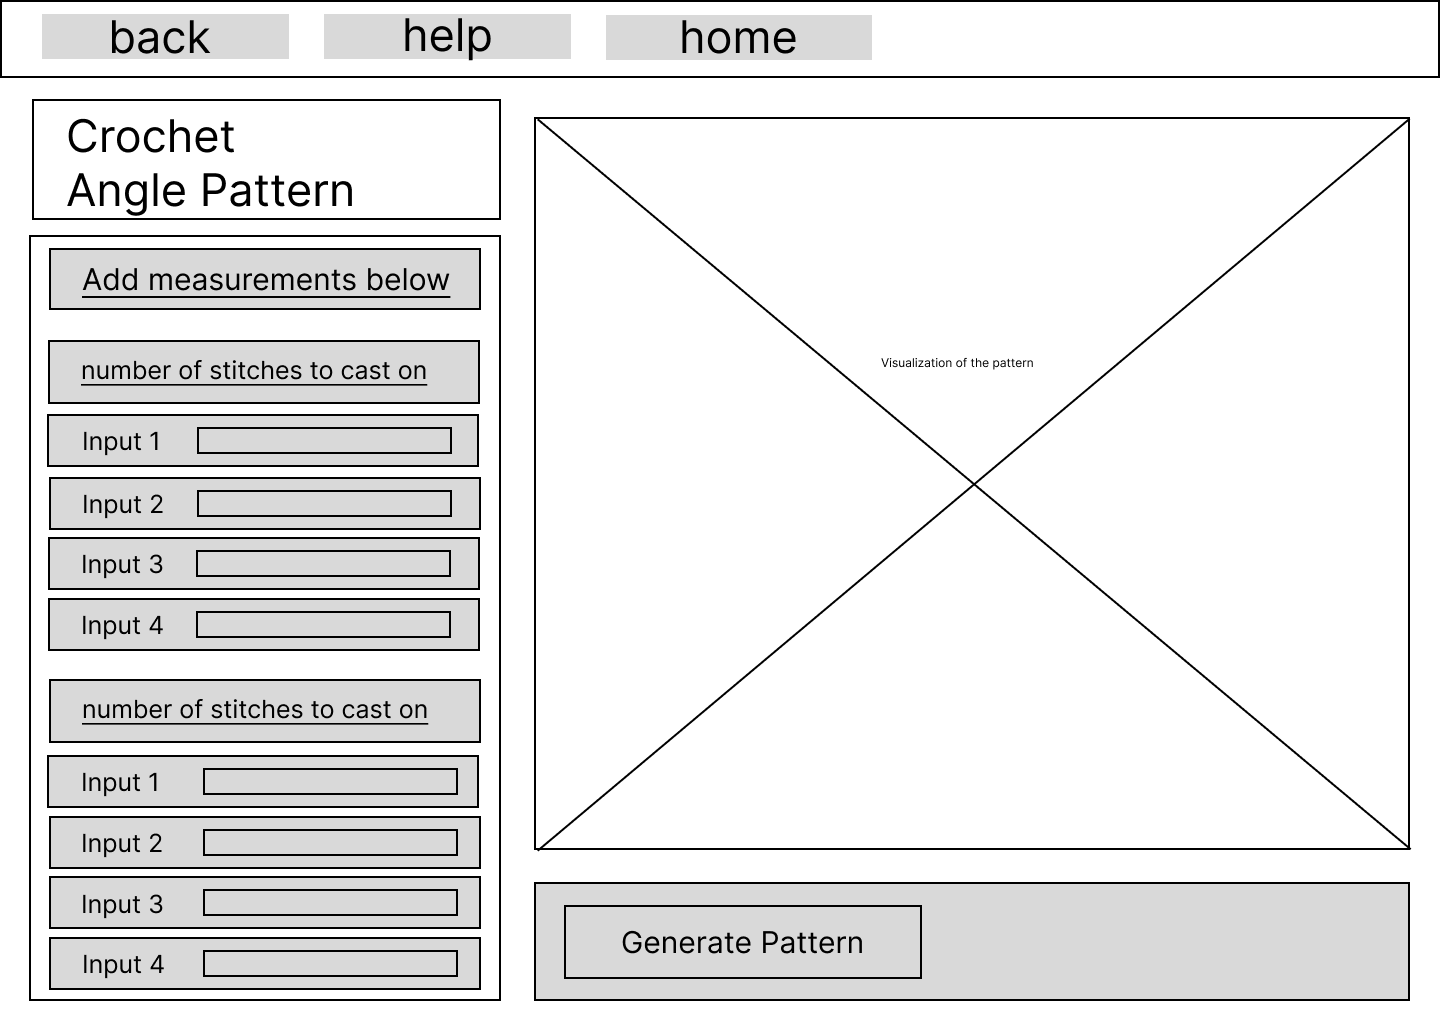 back help home
Crochet
Angle Pattern
Add measurements below
number of stitches to cast on
Input 1
Input 2
Input 3
Input 4
number of stitches to cast on
Input 1
Input 2
Input 3
Input 4
Visualization of the pattern
Generate Pattern